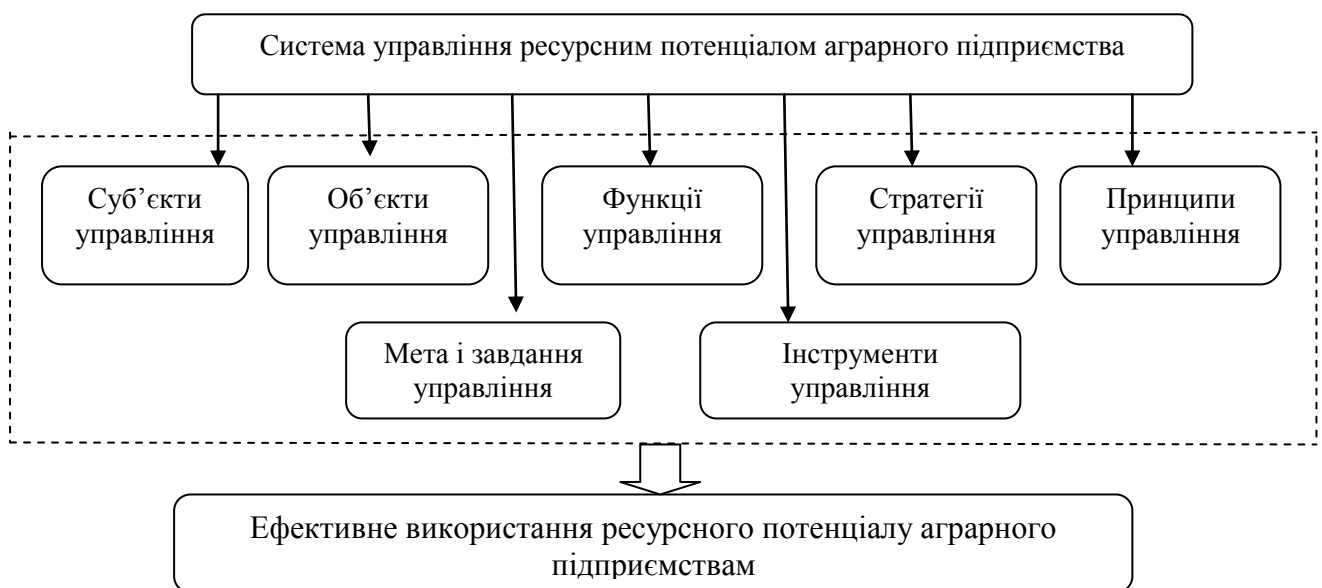 Система управління ресурсним потенціалом аграрного підприємства
Суб’єкти
управління
Об’єкти
управління
Функції
управління
Стратегії
управління
Принципи
управління
Мета і завдання
управління
Інструменти
управління
Ефективне використання ресурсного потенціалу аграрного
підприємствам